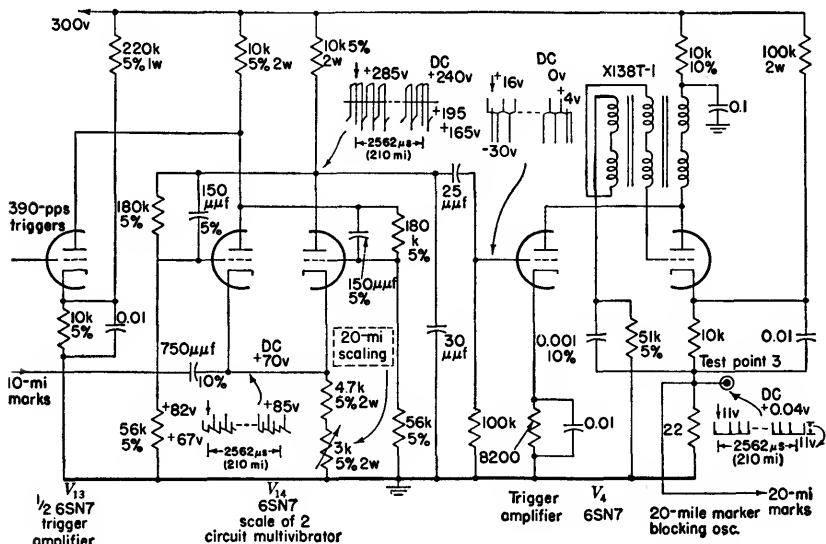 300v
220k
5% 1w
10k
5% 2w
10k 5%
2w
+285v
DC
+240v
+195
+165v
2562 μs
(210 mi)
+16v
DC
0v
+4v
-30v
X138T-1
10k
10%
100k
2w
0.1
390-pps
triggers
180k
5%
150
μμf
5%
25
μμf
180
k
5%
150μμf
5%
10k
5%
0.01
750μμf
10%
DC
+70v
20-mi
scaling
30
μμf
0.001
10%
51k
5%
10k
0.01
Test point 3
10-mi
marks
56k
5%
+82v
+67v
+85v
2562 μs
(210 mi)
4.7k
5% 2w
3k
5% 2w
56k
5%
100k
8200
0.01
22
DC
+0.04v
11v
11v
2562 μs
(210 mi)
V13
1/2 6SN7
trigger
amplifier
V14
6SN7
scale of 2
circuit multivibrator
Trigger
amplifier
V4
6SN7
20-mile marker
blocking osc.
20-mi
marks